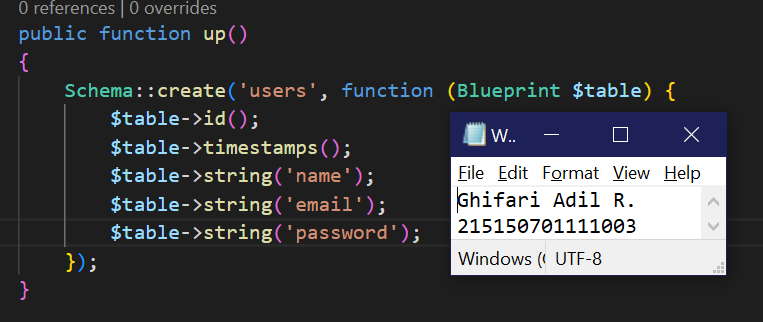 0 references | 0 overrides
public function up()
{
    Schema::create('users', function (Blueprint $table) {
        $table->id();
        $table->timestamps();
        $table->string('name');
        $table->string('email');
        $table->string('password');
    });
}
W..
File Edit Format View Help
Ghifari Adil R.
215150701111003
Windows (
UTF-8